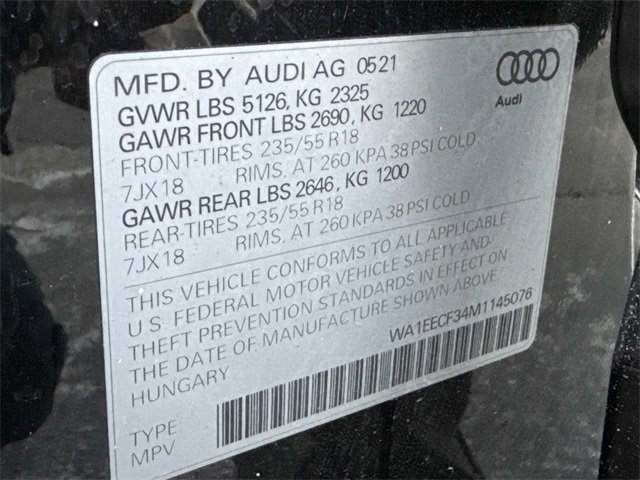 MFD. BY AUDI AG 0521
Audi
GVWR LBS 5126, KG 2325
GAWR FRONT LBS 2690, KG 1220
FRONT-TIRES 235/55 R18
7JX18 RIMS. AT 260 KPA 38 PSI COLD
GAWR REAR LBS 2646, KG 1200
REAR-TIRES 235/55 R18
7JX18 RIMS. AT 260 KPA 38 PSI COLD
THIS VEHICLE CONFORMS TO ALL APPLICABLE
U.S. FEDERAL MOTOR VEHICLE SAFETY AND
THEFT PREVENTION STANDARDS IN EFFECT ON
THE DATE OF MANUFACTURE SHOWN ABOVE
HUNGARY
WA1EECF34M1145076
TYPE
MPV